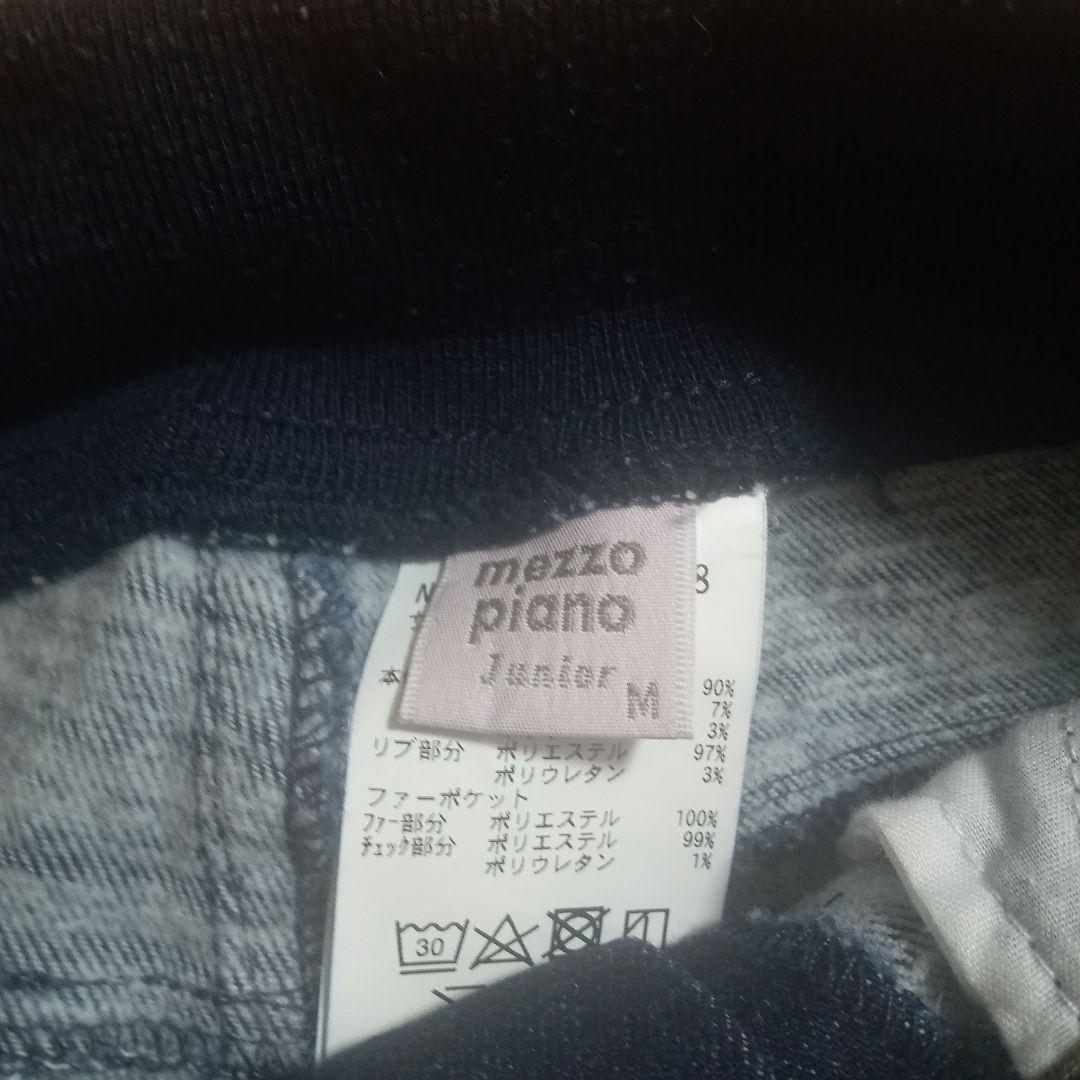 mezzo
piano
Junior
M
N 8
本 90%
7%
3%
リブ部分 ポリエステル 97%
ポリウレタン 3%
ファーポケット
ファー部分 ポリエステル 100%
チェック部分 ポリエステル 99%
ポリウレタン 1%
30